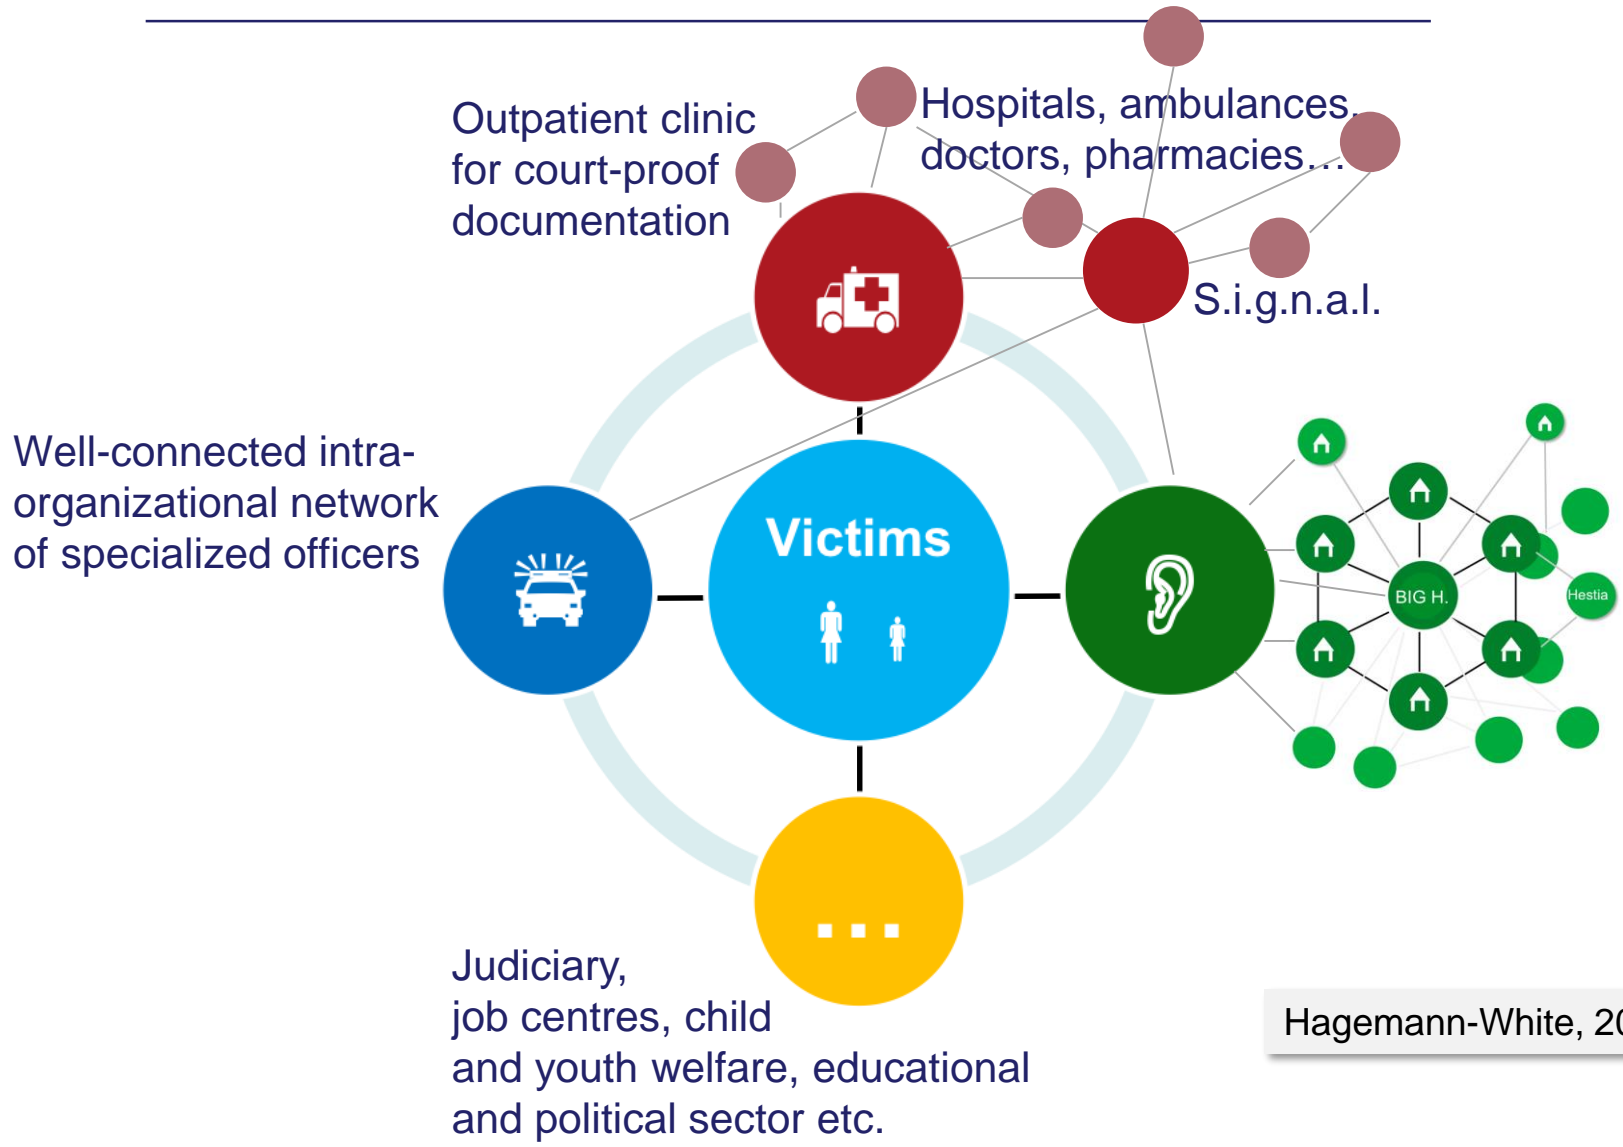 Outpatient clinic
for court-proof
documentation
Hospitals, ambulances,
doctors, pharmacies…
S.i.g.n.a.l.
Well-connected intra-
organizational network
of specialized officers
Victims
BIG H.
Hestia
Judiciary,
job centres, child
and youth welfare, educational
and political sector etc.
Hagemann-White, 20